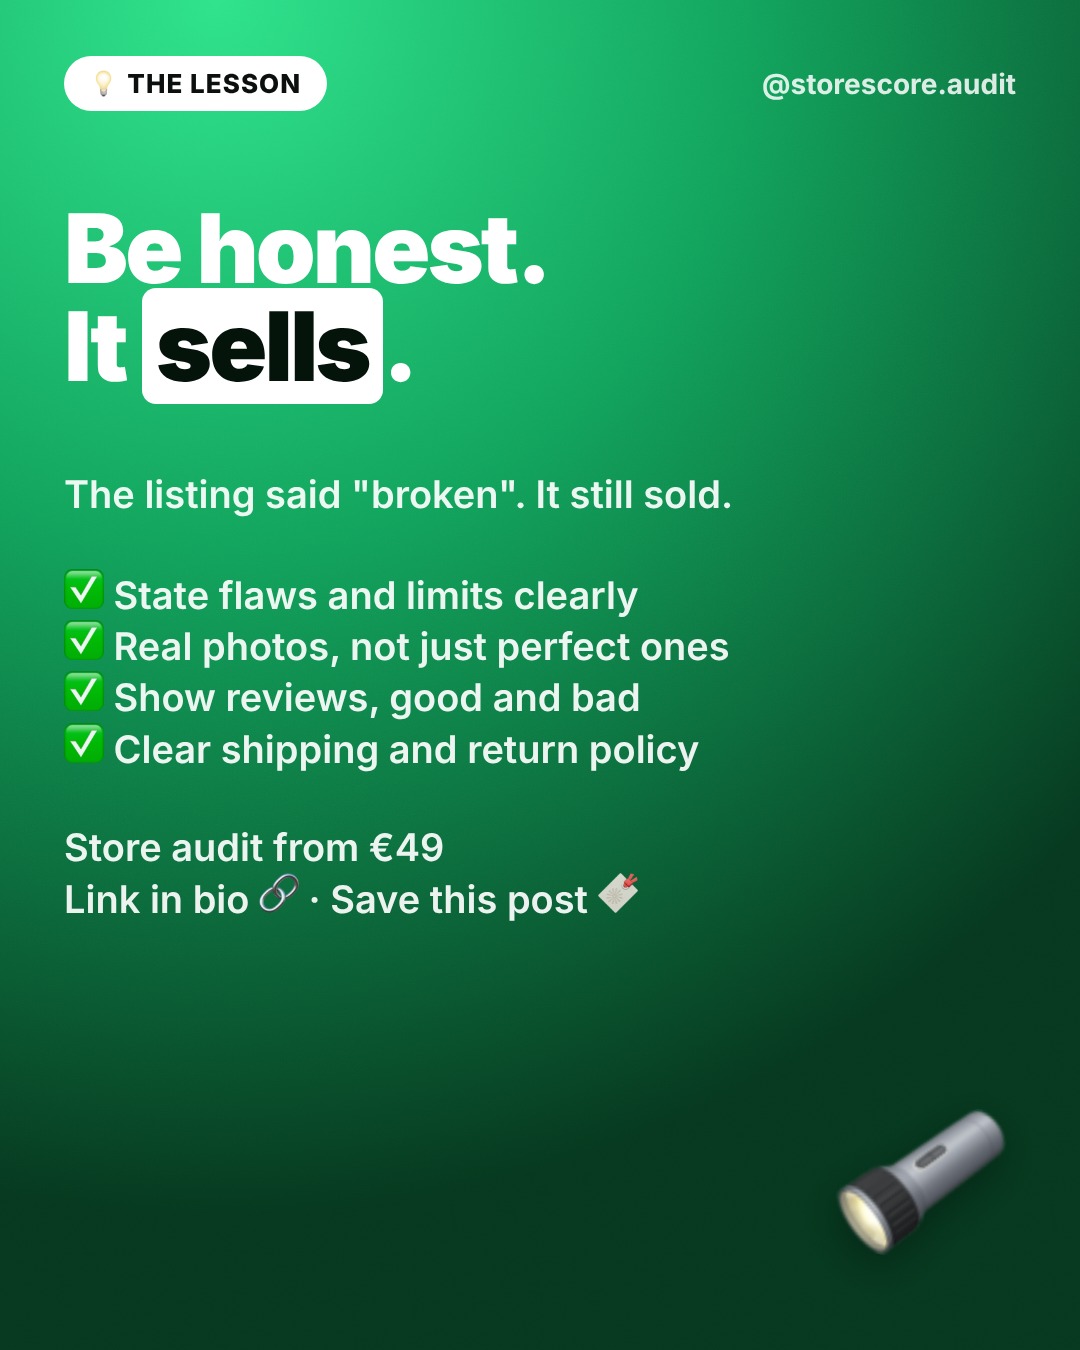 💡 THE LESSON
@storescore.audit
Be honest.
It sells.
The listing said "broken". It still sold.
✅ State flaws and limits clearly
✅ Real photos, not just perfect ones
✅ Show reviews, good and bad
✅ Clear shipping and return policy
Store audit from €49
Link in bio 🔗 · Save this post 🔖